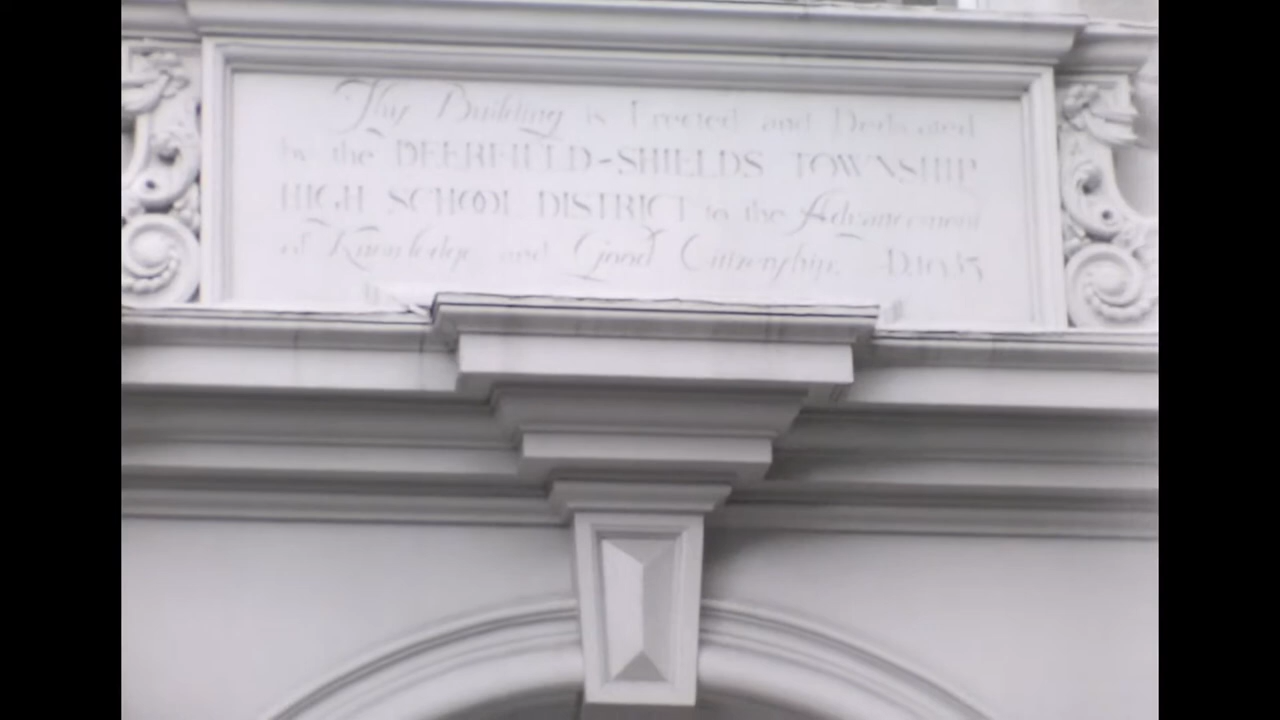 This Building is Erected and Dedicated
by the DEERFIELD-SHIELDS TOWNSHIP
HIGH SCHOOL DISTRICT to the Advancement
of Knowledge and Good Citizenship.